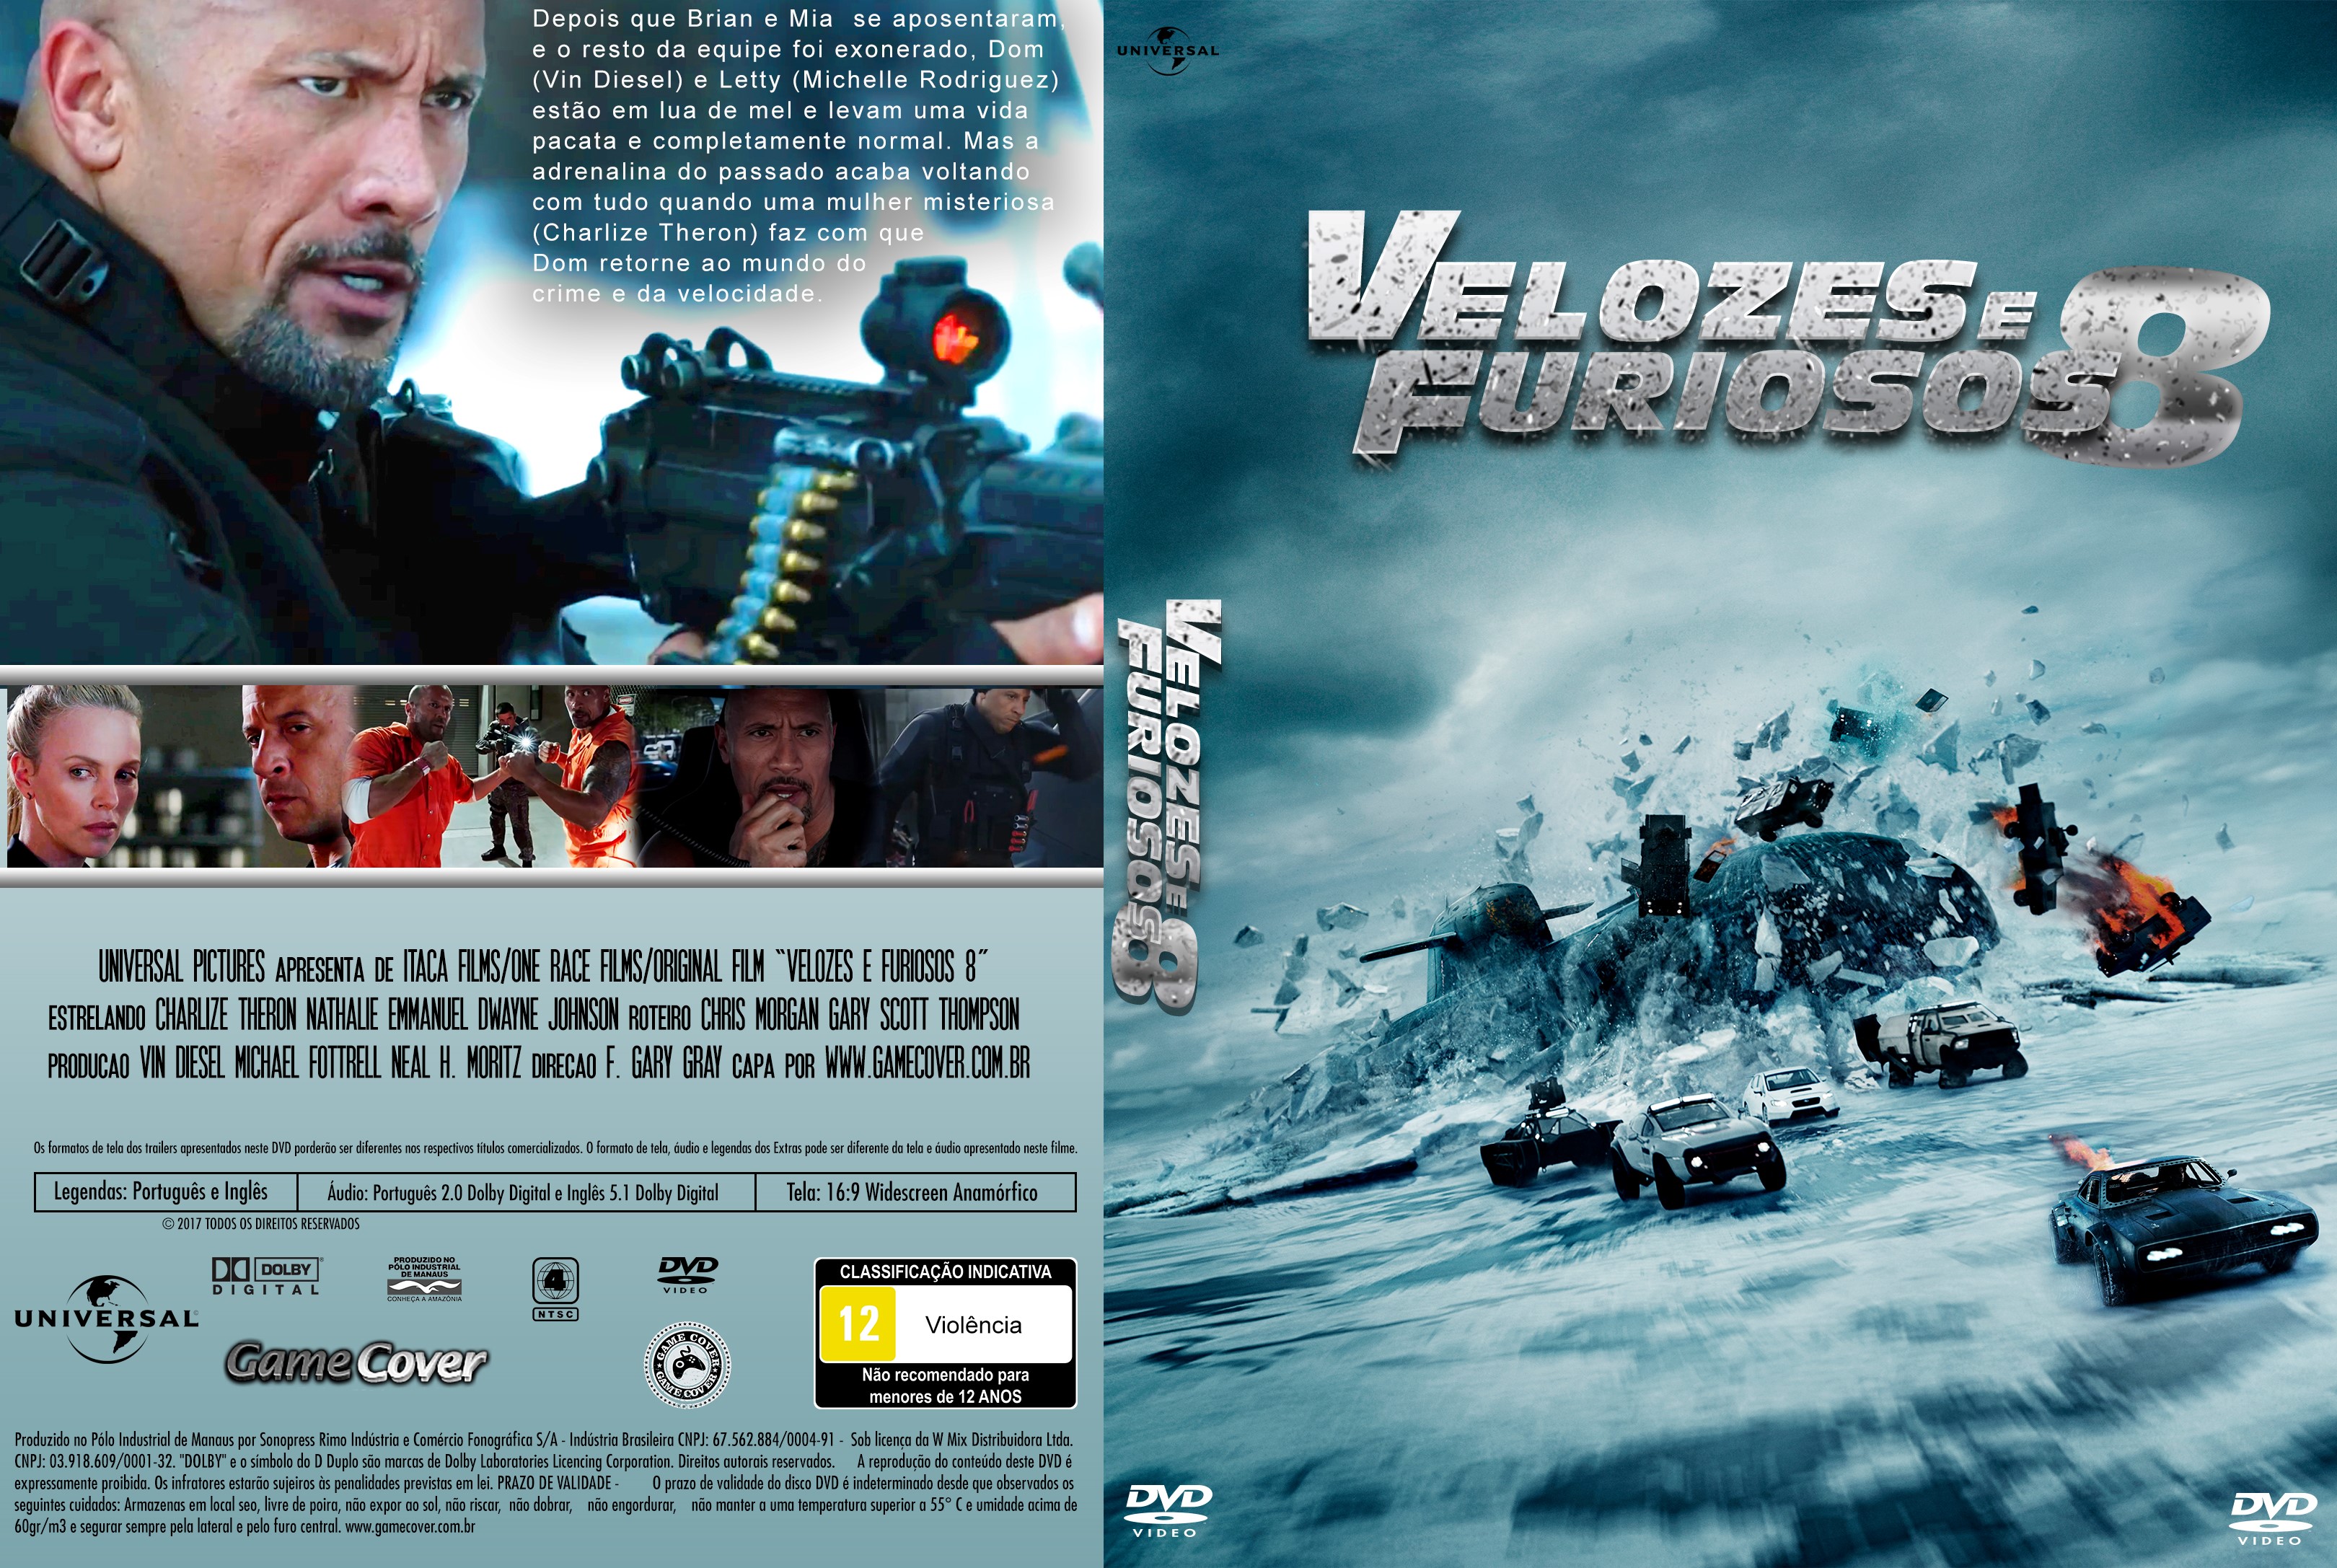 Depois que Brian e Mia se aposentaram,
e o resto da equipe foi exonerado, Dom
(Vin Diesel) e Letty (Michelle Rodriguez)
estão em lua de mel e levam uma vida
pacata e completamente normal. Mas a
adrenalina do passado acaba voltando
com tudo quando uma mulher misteriosa
(Charlize Theron) faz com que
Dom retorne ao mundo do
crime e da velocidade.
UNIVERSAL PICTURES APRESENTA DE ITACA FILMS/ONE RACE FILMS/ORIGINAL FILM "VELOZES E FURIOSOS 8"
ESTRELANDO CHARLIZE THERON NATHALIE EMMANUEL DWAYNE JOHNSON ROTEIRO CHRIS MORGAN GARY SCOTT THOMPSON
PRODUCAO VIN DIESEL MICHAEL FOTTRELL NEAL H. MORITZ DIRECAO F. GARY GRAY CAPA POR WWW.GAMECOVER.COM.BR
Os formatos de tela dos trailers apresentados neste DVD porderão ser diferentes nos respectivos títulos comercializados. O formato de tela, áudio e legendas dos Extras pode ser diferente da tela e áudio apresentado neste filme.
Legendas: Português e Inglês
Áudio: Português 2.0 Dolby Digital e Inglês 5.1 Dolby Digital
Tela: 16:9 Widescreen Anamórfico
© 2017 TODOS OS DIREITOS RESERVADOS
UNIVERSAL
DOLBY
DIGITAL
PRODUZIDO NO
PÓLO INDUSTRIAL
DE MANAUS
CONHEÇA A AMAZÔNIA
4
NTSC
DVD
VIDEO
GameCover
GAME COVER
GAME COVER
CLASSIFICAÇÃO INDICATIVA
12 Violência
Não recomendado para
menores de 12 ANOS
Produzido no Pólo Industrial de Manaus por Sonopress Rimo Indústria e Comércio Fonográfica S/A - Indústria Brasileira CNPJ: 67.562.884/0004-91 - Sob licença da W Mix Distribuidora Ltda.
CNPJ: 03.918.609/0001-32. "DOLBY" e o símbolo do D Duplo são marcas de Dolby Laboratories Licencing Corporation. Direitos autorais reservados. A reprodução do conteúdo deste DVD é
expressamente proibida. Os infratores estarão sujeiros às penalidades previstas em lei. PRAZO DE VALIDADE - O prazo de validade do disco DVD é indeterminado desde que observados os
seguintes cuidados: Armazenas em local seo, livre de poira, não expor ao sol, não riscar, não dobrar, não engordurar, não manter a uma temperatura superior a 55° C e umidade acima de
60gr/m3 e segurar sempre pela lateral e pelo furo central. www.gamecover.com.br
UNIVERSAL
VELOZES E
FURIOSOS 8
DVD
VIDEO
VELOZES E
FURIOSOS 8
DVD
VIDEO